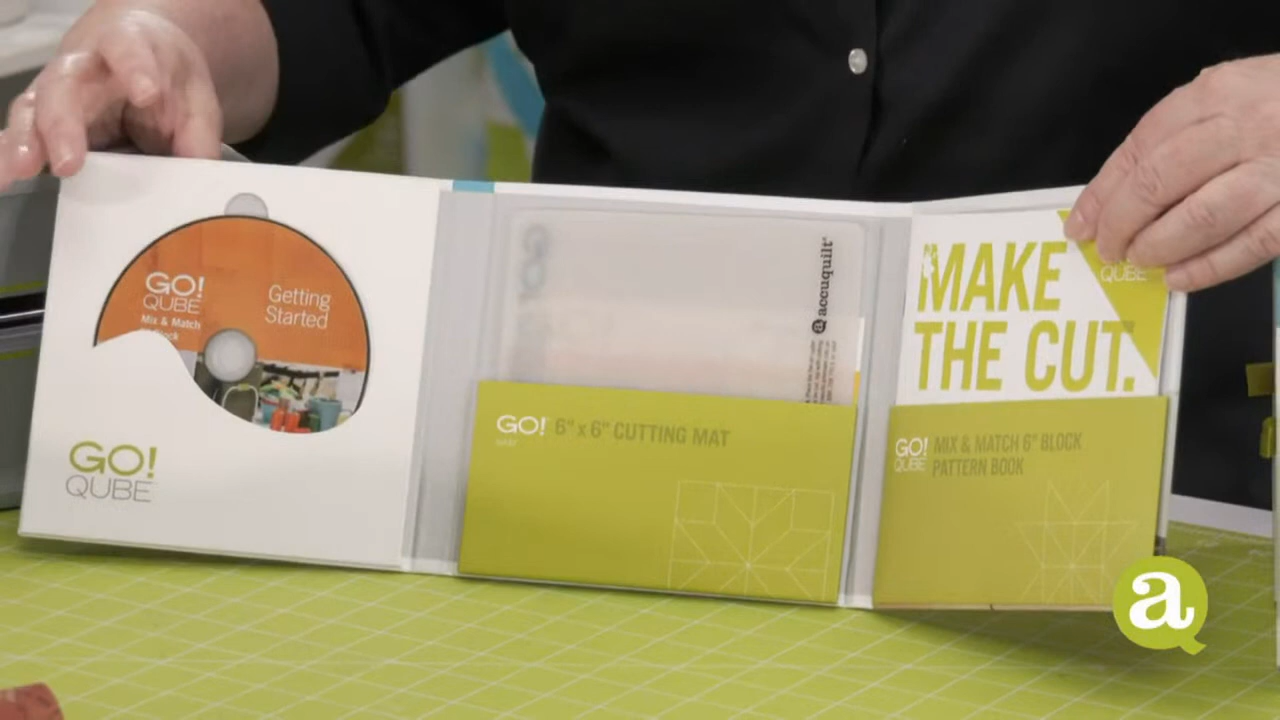 GO!
QUBE
Mix & Match
Block
Getting
Started
GO!
QUBE
accuquilt
GO! 6" x 6" CUTTING MAT
MAKE
THE CUT.
QUBE
GO!
QUBE
MIX & MATCH 6" BLOCK
PATTERN BOOK
a